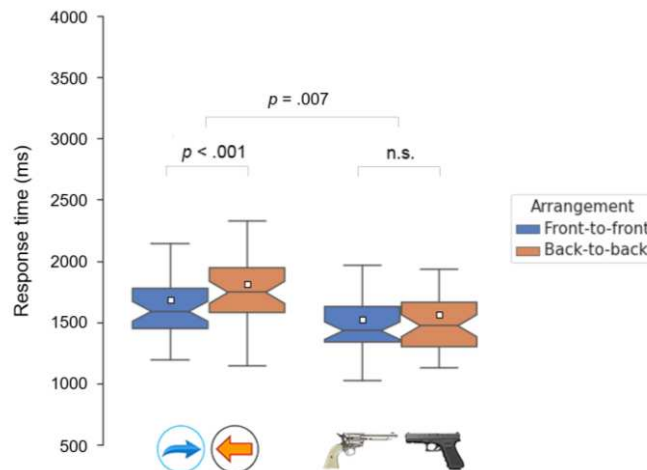 4000
3500
p = .007
3000
p < .001
n.s.
2500
Arrangement
Front-to-front
Back-to-back
2000
1500
1000
500
Response time (ms)